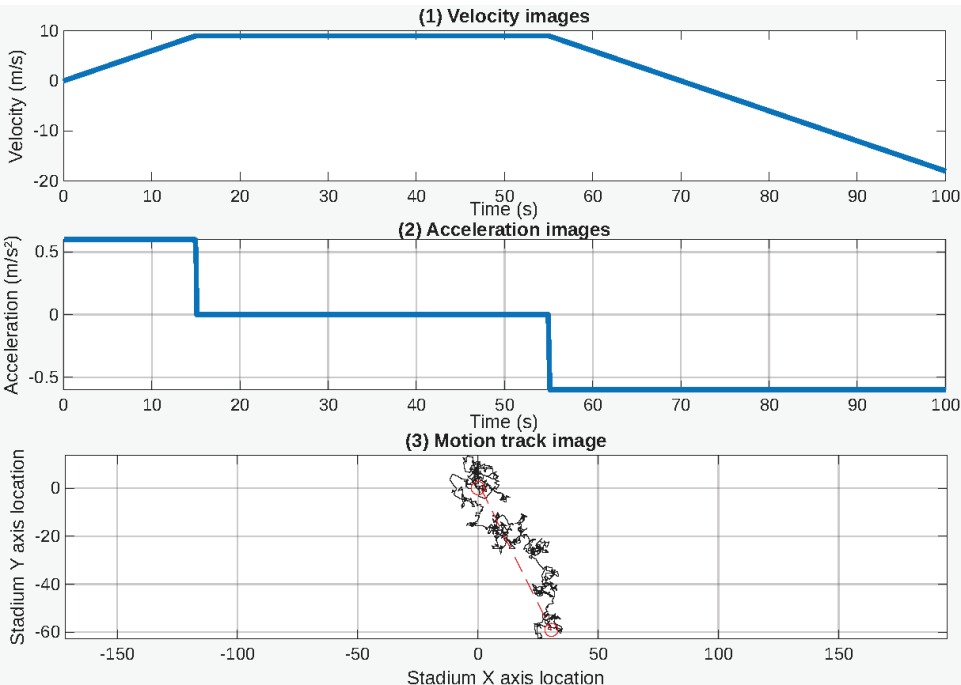 (1) Velocity images
10
0
-10
-20
Velocity (m/s)
0 10 20 30 40 50 60 70 80 90 100
Time (s)
(2) Acceleration images
0.5
0
-0.5
Acceleration (m/s²)
0 10 20 30 40 50 60 70 80 90 100
Time (s)
(3) Motion track image
0
-20
-40
-60
Stadium Y axis location
-150 -100 -50 0 50 100 150
Stadium X axis location